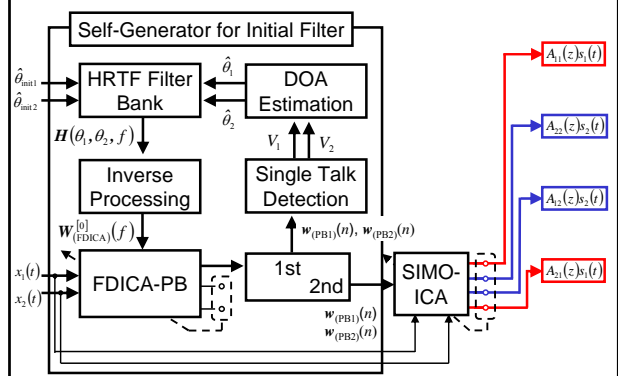 Self-Generator for Initial Filter
θ̂init1
θ̂init2
HRTF Filter
Bank
θ̂1
θ̂2
DOA
Estimation
H(θ1, θ2, f)
V1
V2
Inverse
Processing
Single Talk
Detection
W[0](FDICA)(f)
w(PB1)(n), w(PB2)(n)
x1(t)
x2(t)
FDICA-PB
1st
2nd
w(PB1)(n)
w(PB2)(n)
SIMO-
ICA
A11(z)s1(t)
A22(z)s2(t)
A12(z)s2(t)
A21(z)s1(t)